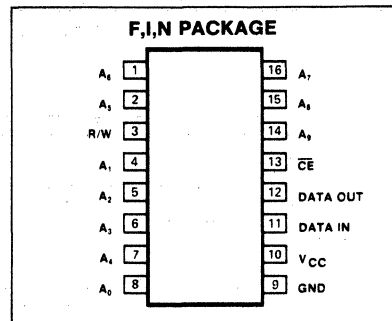 F,I,N PACKAGE
A₆ 1 16 A₇
A₅ 2 15 A₈
R/W 3 14 A₉
A₁ 4 13 C̅E̅
A₂ 5 12 DATA OUT
A₃ 6 11 DATA IN
A₄ 7 10 VCC
A₀ 8 9 GND